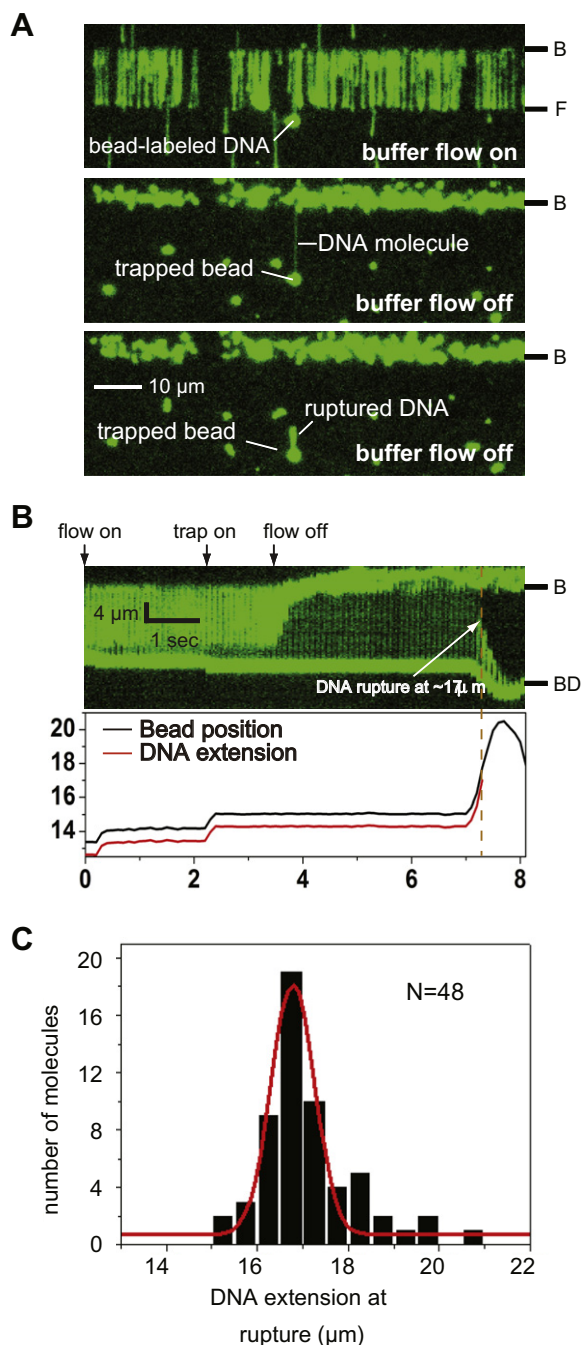 A
B
F
bead-labeled DNA
buffer flow on
B
DNA molecule
trapped bead
buffer flow off
B
10 µm
ruptured DNA
trapped bead
buffer flow off
B
flow on trap on flow off
B
4 µm
1 sec
DNA rupture at ~17µ m
BD
20
18
16
14
Bead position
DNA extension
0 2 4 6 8
C
20
16
12
8
4
0
number of molecules
N=48
14 16 18 20 22
DNA extension at
rupture (µm)